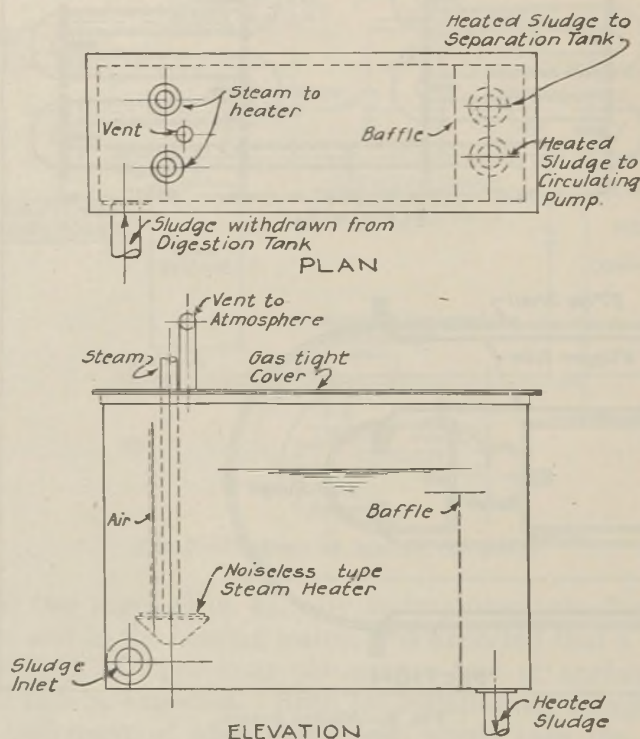 Heated Sludge to
Separation Tank
Steam to
heater
Vent
Baffle
Heated
Sludge to
Circulating
Pump.
Sludge withdrawn from
Digestion Tank
PLAN
Vent to
Atmosphere
Steam
Gas tight
Cover
Air
Baffle
Noiseless type
Steam Heater
Sludge
Inlet
Heated
Sludge
ELEVATION